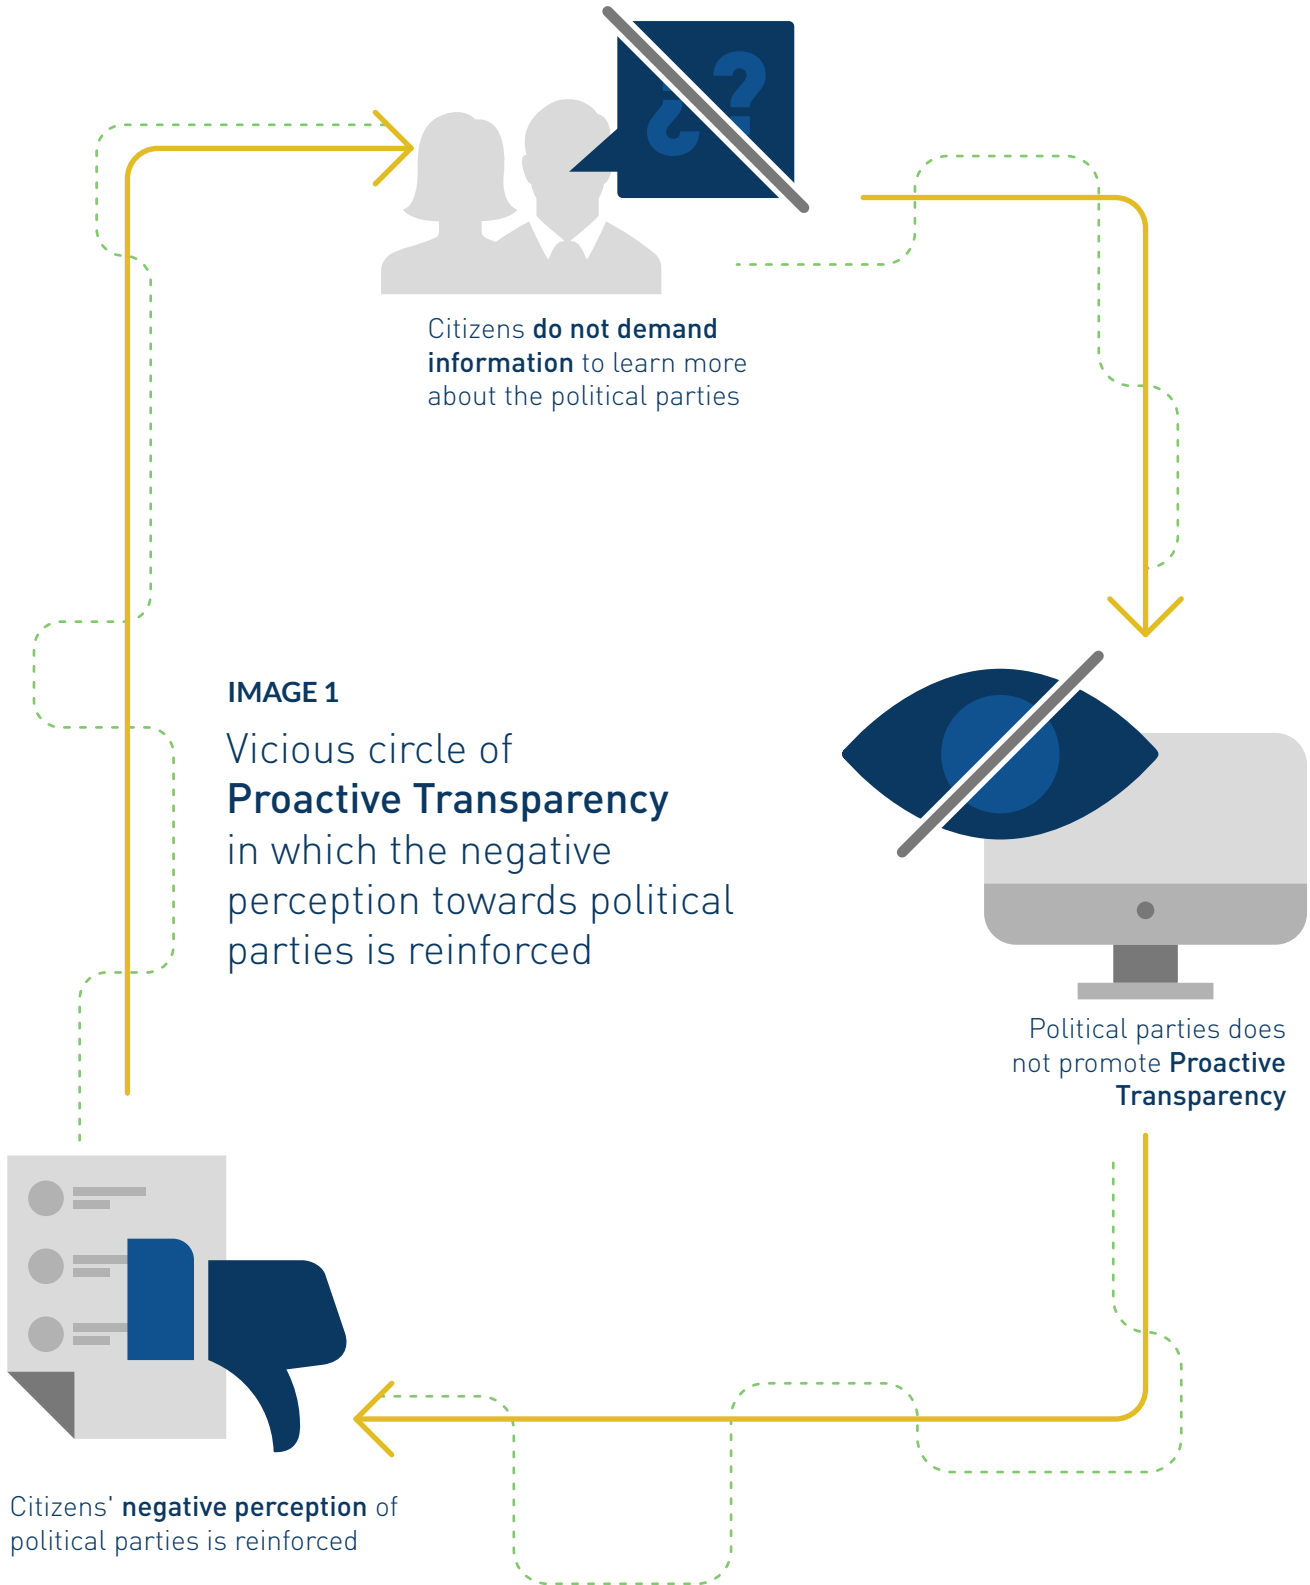 ¿?
Citizens do not demand
information to learn more
about the political parties
IMAGE 1
Vicious circle of
Proactive Transparency
in which the negative
perception towards political
parties is reinforced
Political parties does
not promote Proactive
Transparency
Citizens' negative perception of
political parties is reinforced